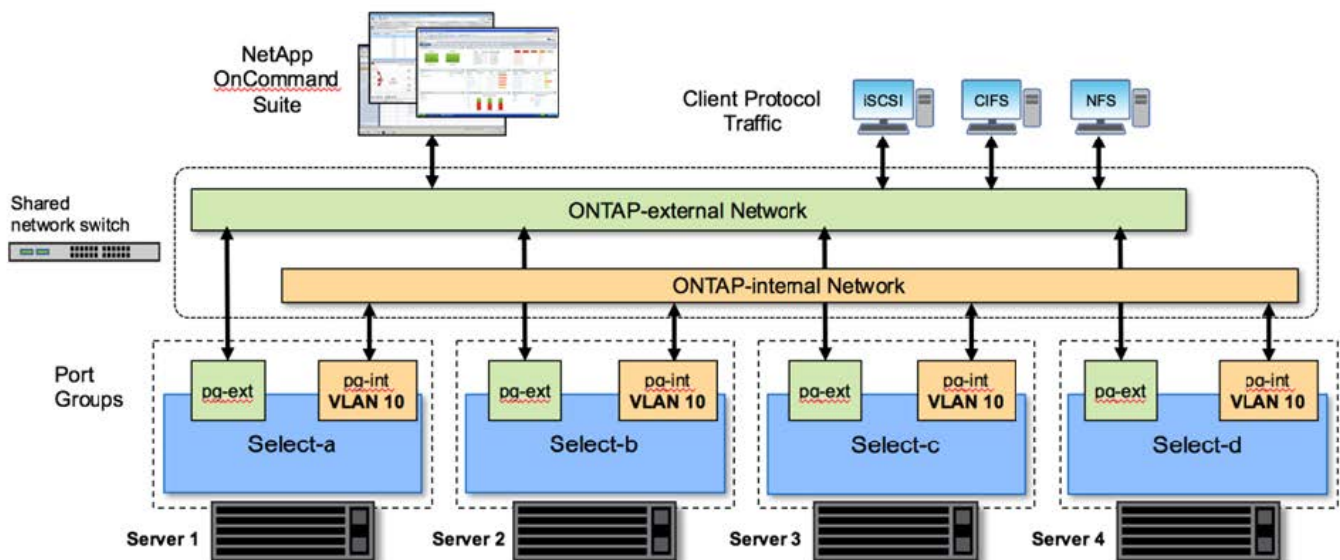 NetApp
OnCommand
Suite
Client Protocol
Traffic
iSCSI
CIFS
NFS
Shared
network switch
ONTAP-external Network
ONTAP-internal Network
Port
Groups
pg-ext
pg-int
VLAN 10
Select-a
pg-ext
pg-int
VLAN 10
Select-b
pg-ext
pg-int
VLAN 10
Select-c
pg-ext
pg-int
VLAN 10
Select-d
Server 1
Server 2
Server 3
Server 4